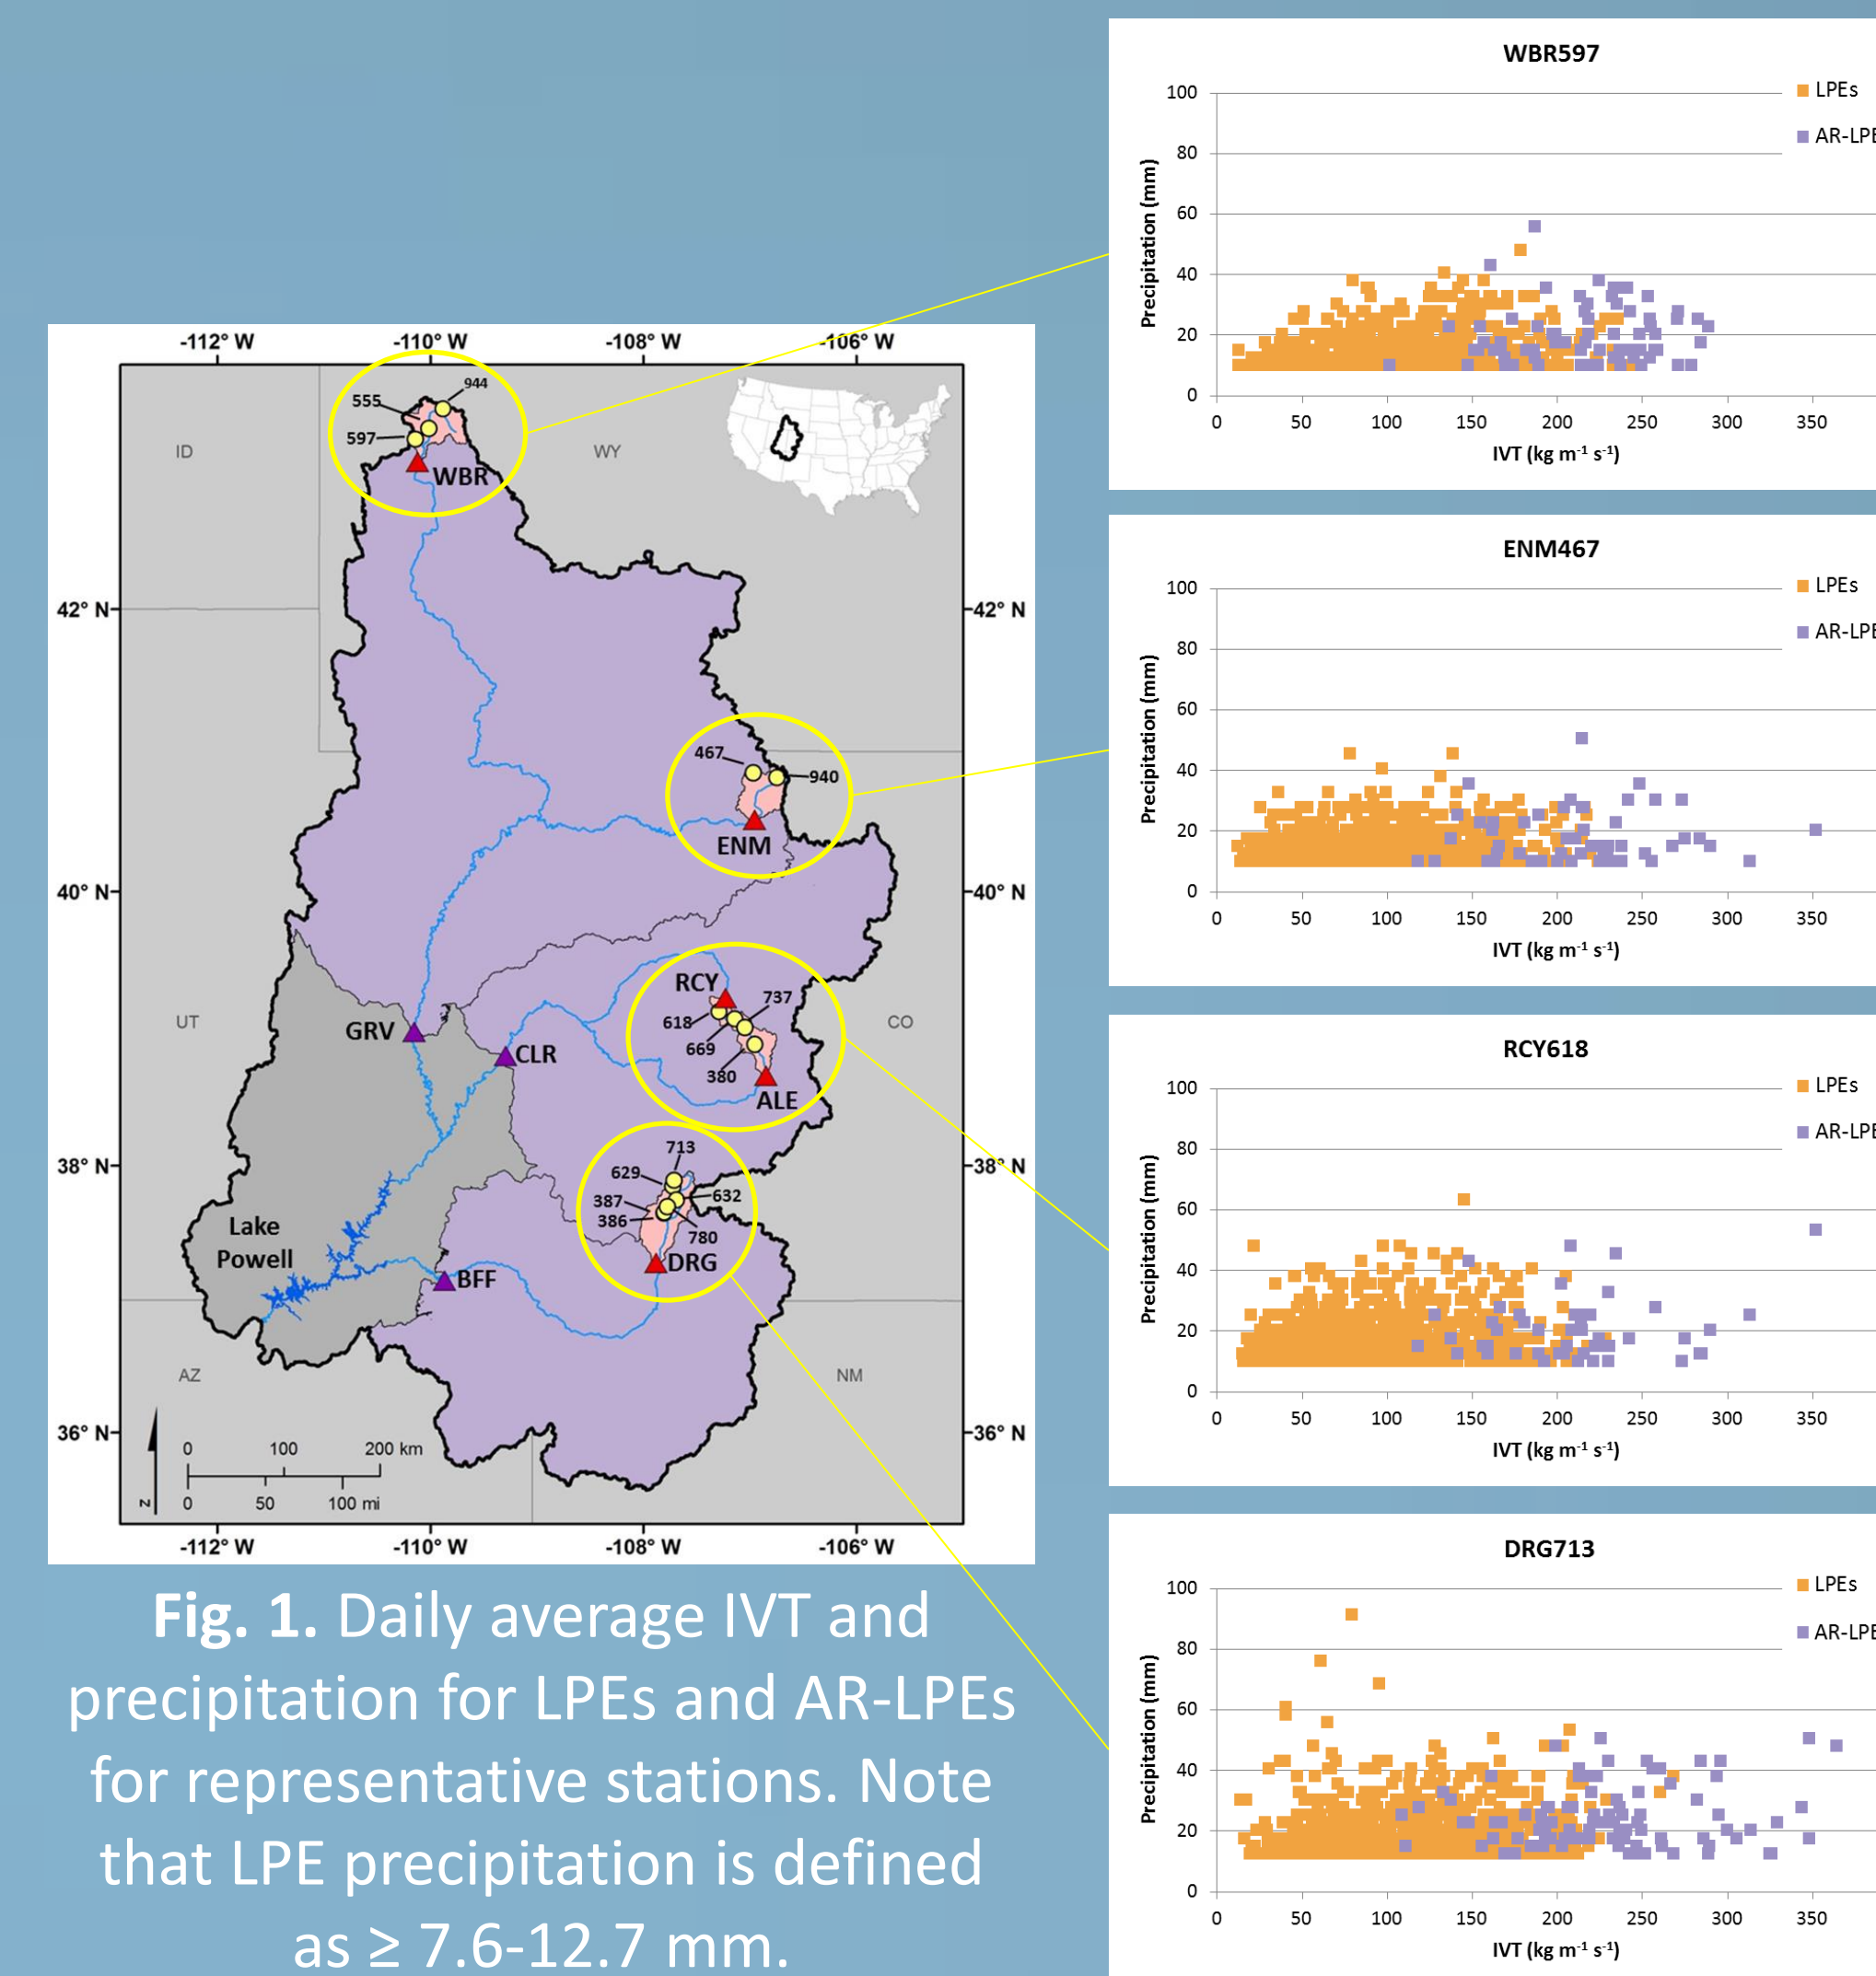 -112° W
-110° W
-108° W
-106° W
944
555
597
WBR
ID
WY
42° N
42° N
467
940
ENM
40° N
40° N
RCY
737
618
669
380
ALE
UT
CO
GRV
CLR
38° N
38° N
713
629
387
386
632
780
DRG
Lake
Powell
BFF
AZ
NM
36° N
36° N
0 100 200 km
0 50 100 mi
N
-112° W
-110° W
-108° W
-106° W
Fig. 1. Daily average IVT and
precipitation for LPEs and AR-LPEs
for representative stations. Note
that LPE precipitation is defined
as ≥ 7.6-12.7 mm.
WBR597
LPEs
AR-LPE
Precipitation (mm)
100
80
60
40
20
0
0 50 100 150 200 250 300 350
IVT (kg m⁻¹ s⁻¹)
ENM467
LPEs
AR-LPE
Precipitation (mm)
100
80
60
40
20
0
0 50 100 150 200 250 300 350
IVT (kg m⁻¹ s⁻¹)
RCY618
LPEs
AR-LPE
Precipitation (mm)
100
80
60
40
20
0
0 50 100 150 200 250 300 350
IVT (kg m⁻¹ s⁻¹)
DRG713
LPEs
AR-LPE
Precipitation (mm)
100
80
60
40
20
0
0 50 100 150 200 250 300 350
IVT (kg m⁻¹ s⁻¹)